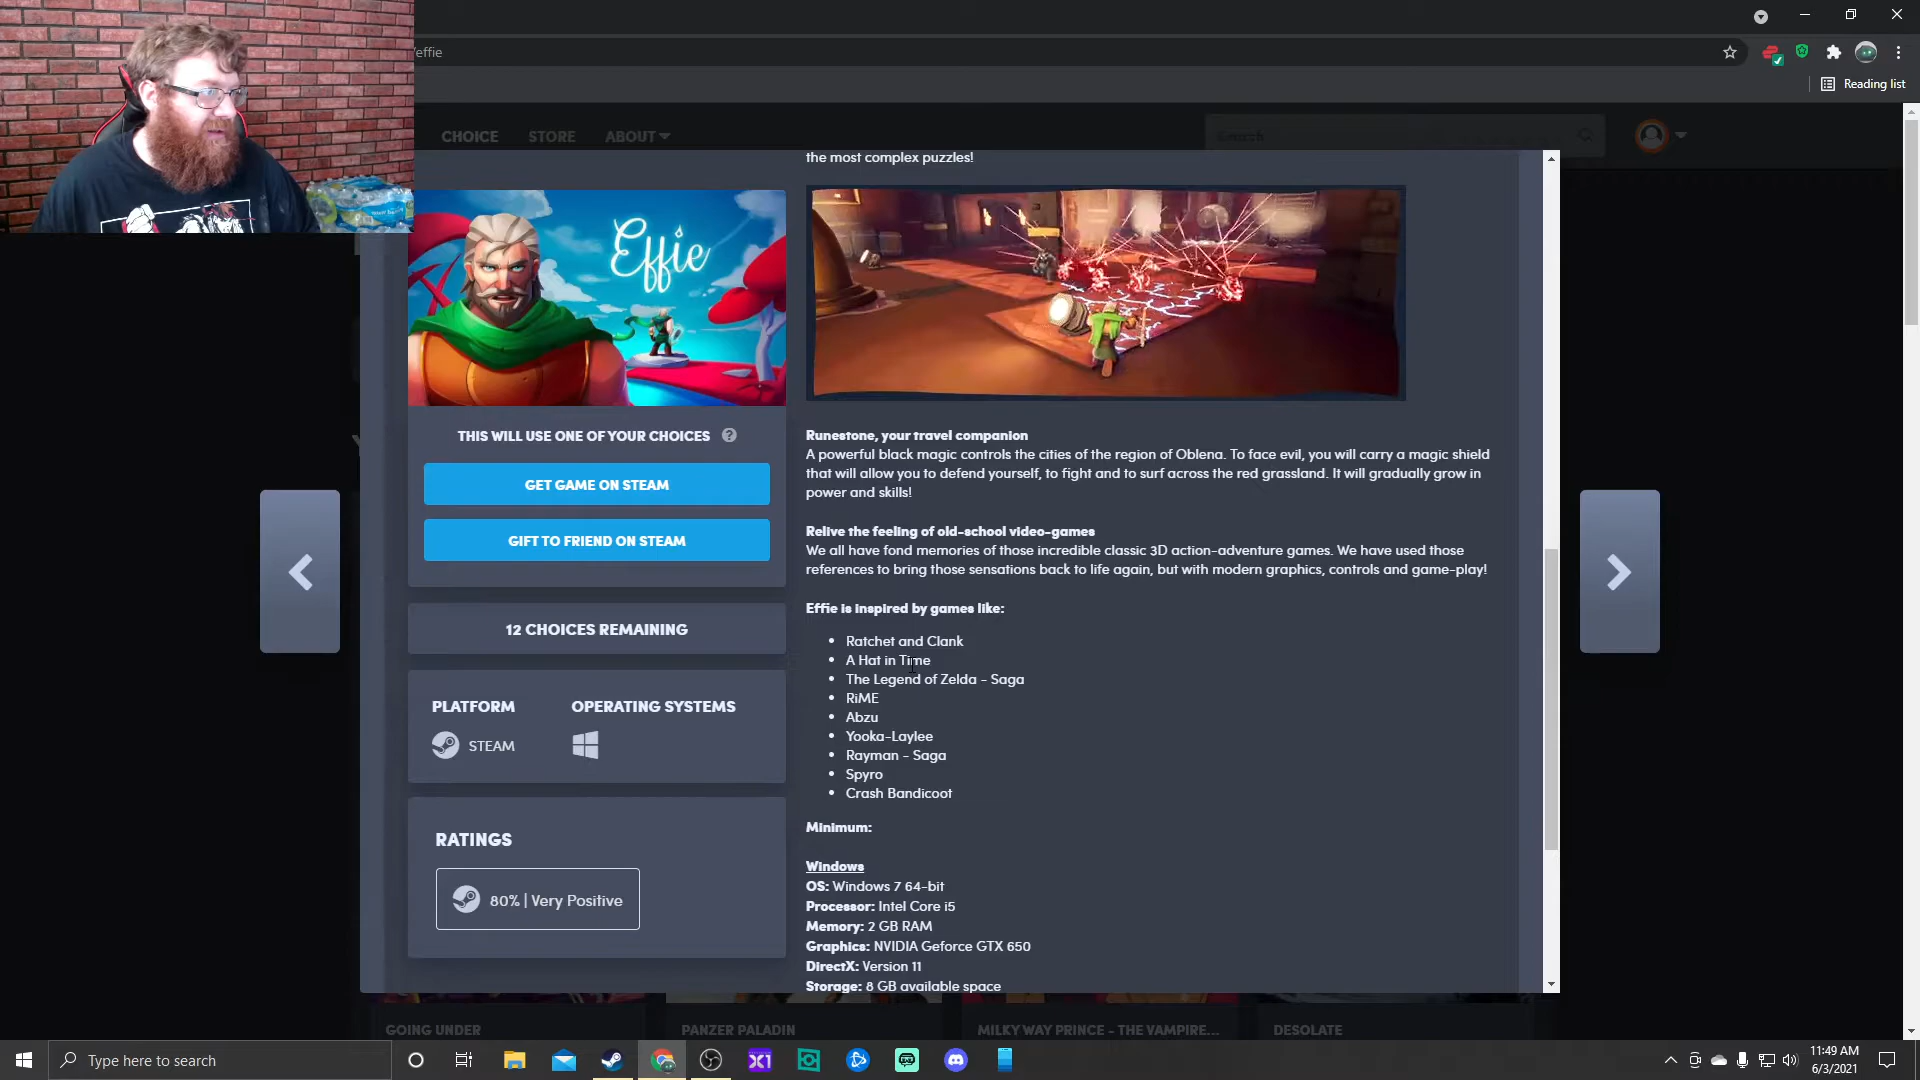 /effie
Reading list
CHOICE
STORE
ABOUT
Search
the most complex puzzles!
Effie
THIS WILL USE ONE OF YOUR CHOICES ?
GET GAME ON STEAM
GIFT TO FRIEND ON STEAM
12 CHOICES REMAINING
PLATFORM
OPERATING SYSTEMS
STEAM
RATINGS
80% | Very Positive
Runestone, your travel companion
A powerful black magic controls the cities of the region of Oblena. To face evil, you will carry a magic shield
that will allow you to defend yourself, to fight and to surf across the red grassland. It will gradually grow in
power and skills!
Relive the feeling of old-school video-games
We all have fond memories of those incredible classic 3D action-adventure games. We have used those
references to bring those sensations back to life again, but with modern graphics, controls and game-play!
Effie is inspired by games like:
• Ratchet and Clank
• A Hat in Time
• The Legend of Zelda - Saga
• RiME
• Abzu
• Yooka-Laylee
• Rayman - Saga
• Spyro
• Crash Bandicoot
Minimum:
Windows
OS: Windows 7 64-bit
Processor: Intel Core i5
Memory: 2 GB RAM
Graphics: NVIDIA Geforce GTX 650
DirectX: Version 11
Storage: 8 GB available space
GOING UNDER
PANZER PALADIN
MILKY WAY PRINCE - THE VAMPIRE...
DESOLATE
Type here to search
X1
11:49 AM
6/3/2021